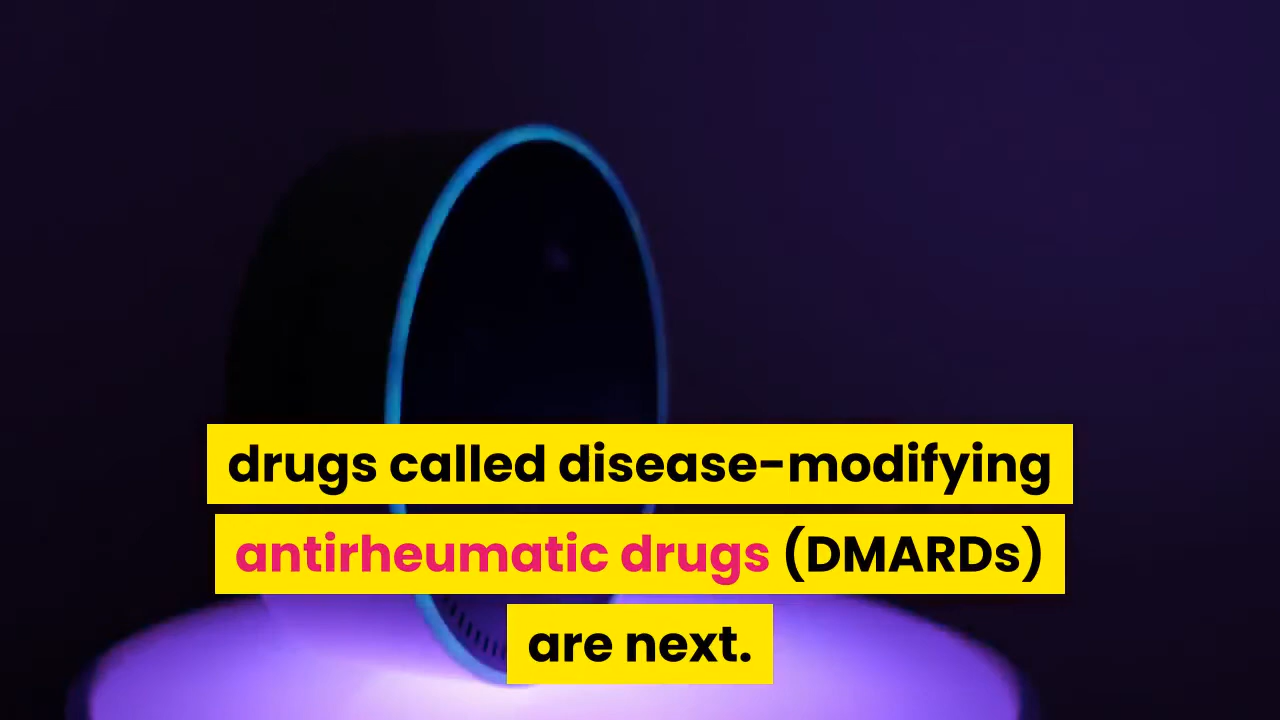 drugs called disease-modifying
antirheumatic drugs (DMARDs)
are next.